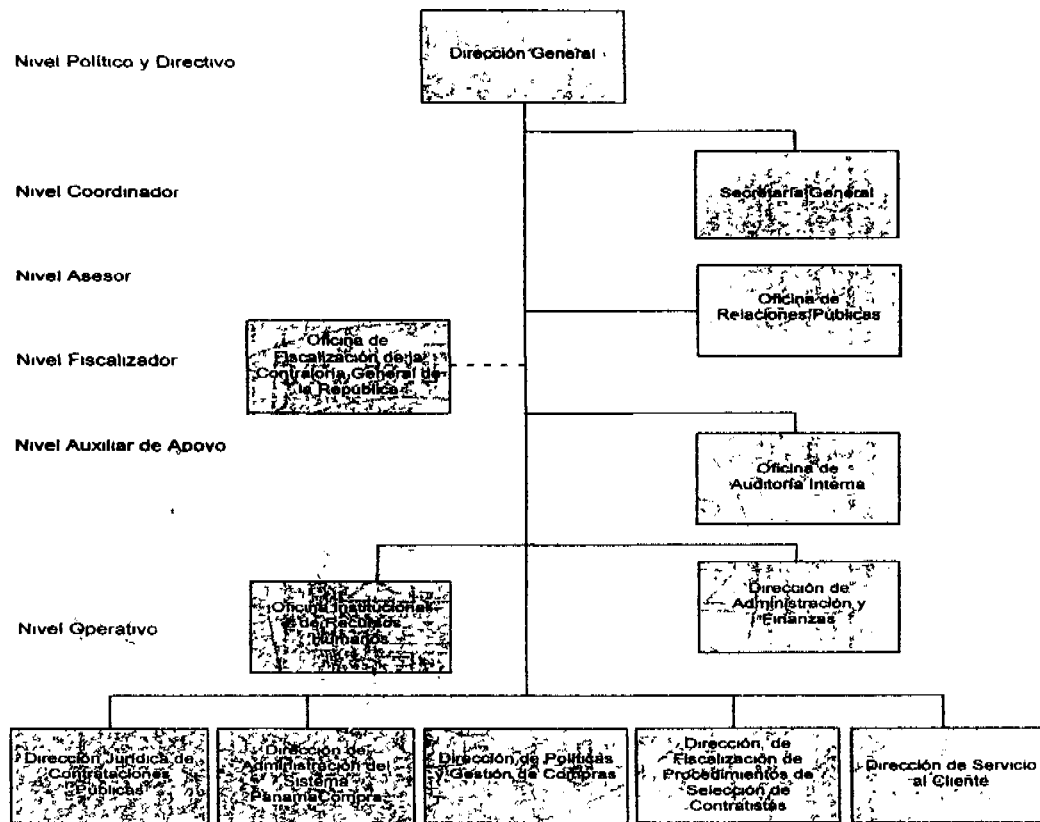 Dirección General
Nivel Político y Directivo
Nivel Coordinador
Secretaría General
Nivel Asesor
Oficina de
Relaciones Públicas
Nivel Fiscalizador
Oficina de
Fiscalización de la
Contraloría General de
la República
Nivel Auxiliar de Apoyo
Oficina de
Auditoría Interna
Nivel Operativo
Oficina Institucional
de Recursos
Humanos
Dirección de
Administración y
Finanzas
Dirección Jurídica de
Contrataciones
Públicas
Dirección de
Administración del
Sistema
PanamaCompra
Dirección de Políticas
y Gestión de Compras
Dirección de
Fiscalización de
Procedimientos de
Selección de
Contratistas
Dirección de Servicio
al Cliente